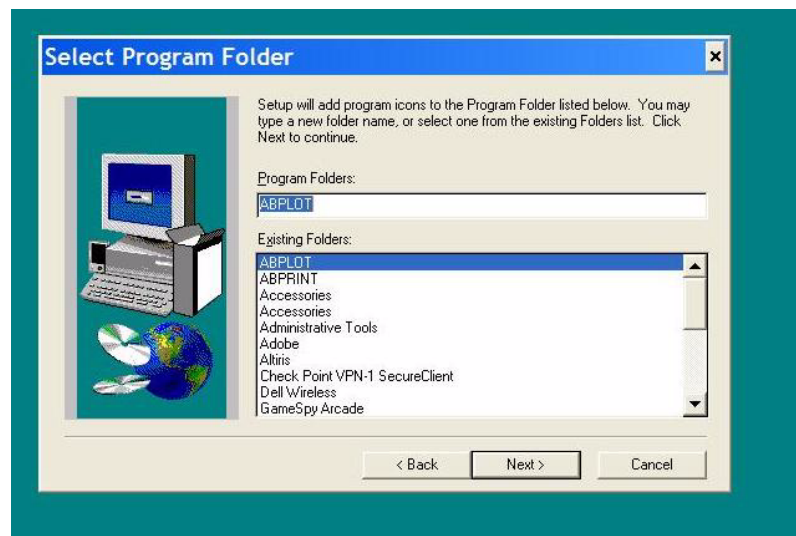 Select Program Folder
Setup will add program icons to the Program Folder listed below. You may
type a new folder name, or select one from the existing Folders list. Click
Next to continue.
Program Folders:
ABPLOT
Existing Folders:
ABPLOT
ABPRINT
Accessories
Accessories
Administrative Tools
Adobe
Altiris
Check Point VPN-1 SecureClient
Dell Wireless
GameSpy Arcade
< Back
Next >
Cancel